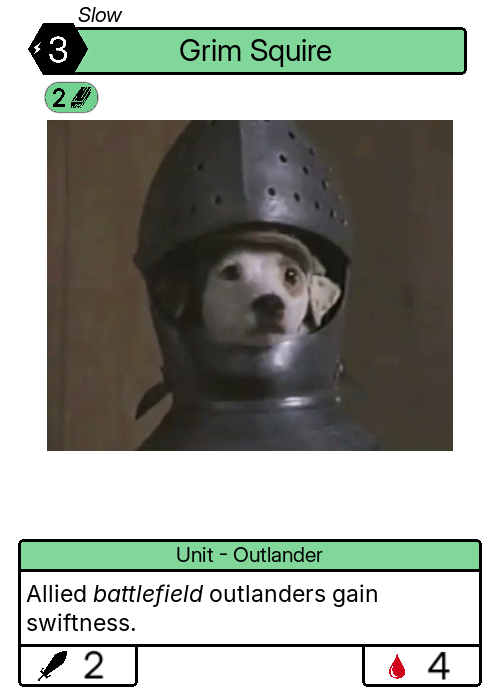 Slow
3
Grim Squire
2
Unit - Outlander
Allied battlefield outlanders gain
swiftness.
2
4